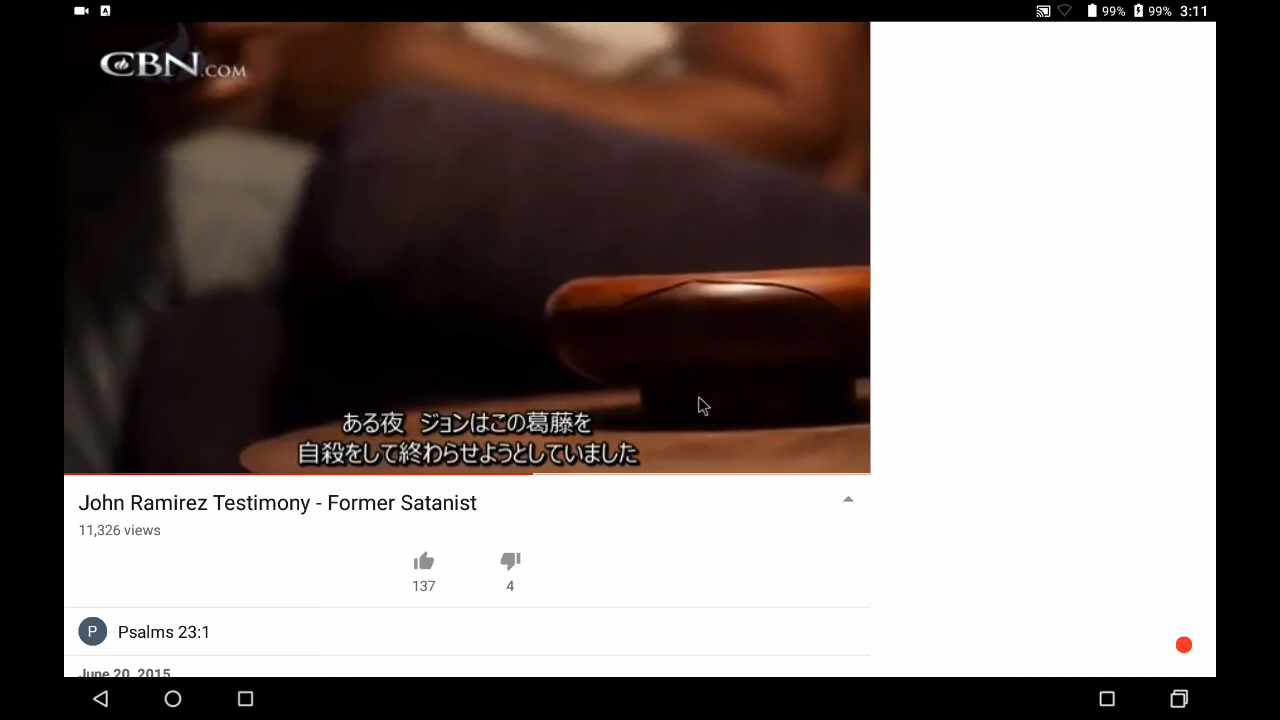 99% 99% 3:11
CBN.COM
ある夜 ジョンはこの葛藤を
自殺をして終わらせようとしていました
John Ramirez Testimony - Former Satanist
11,326 views
137 4
P Psalms 23:1
June 20, 2015